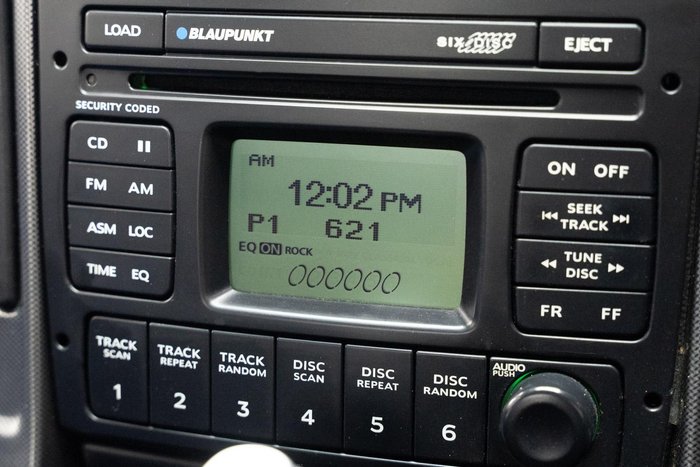 LOAD
BLAUPUNKT
SIX-DISC
EJECT
SECURITY CODED
CD
FM AM
ASM LOC
TIME EQ
AM
12:02 PM
P1 621
EQ ON ROCK
000000
ON OFF
SEEK
TRACK
TUNE
DISC
FR FF
TRACK
SCAN
1
TRACK
REPEAT
2
TRACK
RANDOM
3
DISC
SCAN
4
DISC
REPEAT
5
DISC
RANDOM
6
AUDIO
PUSH